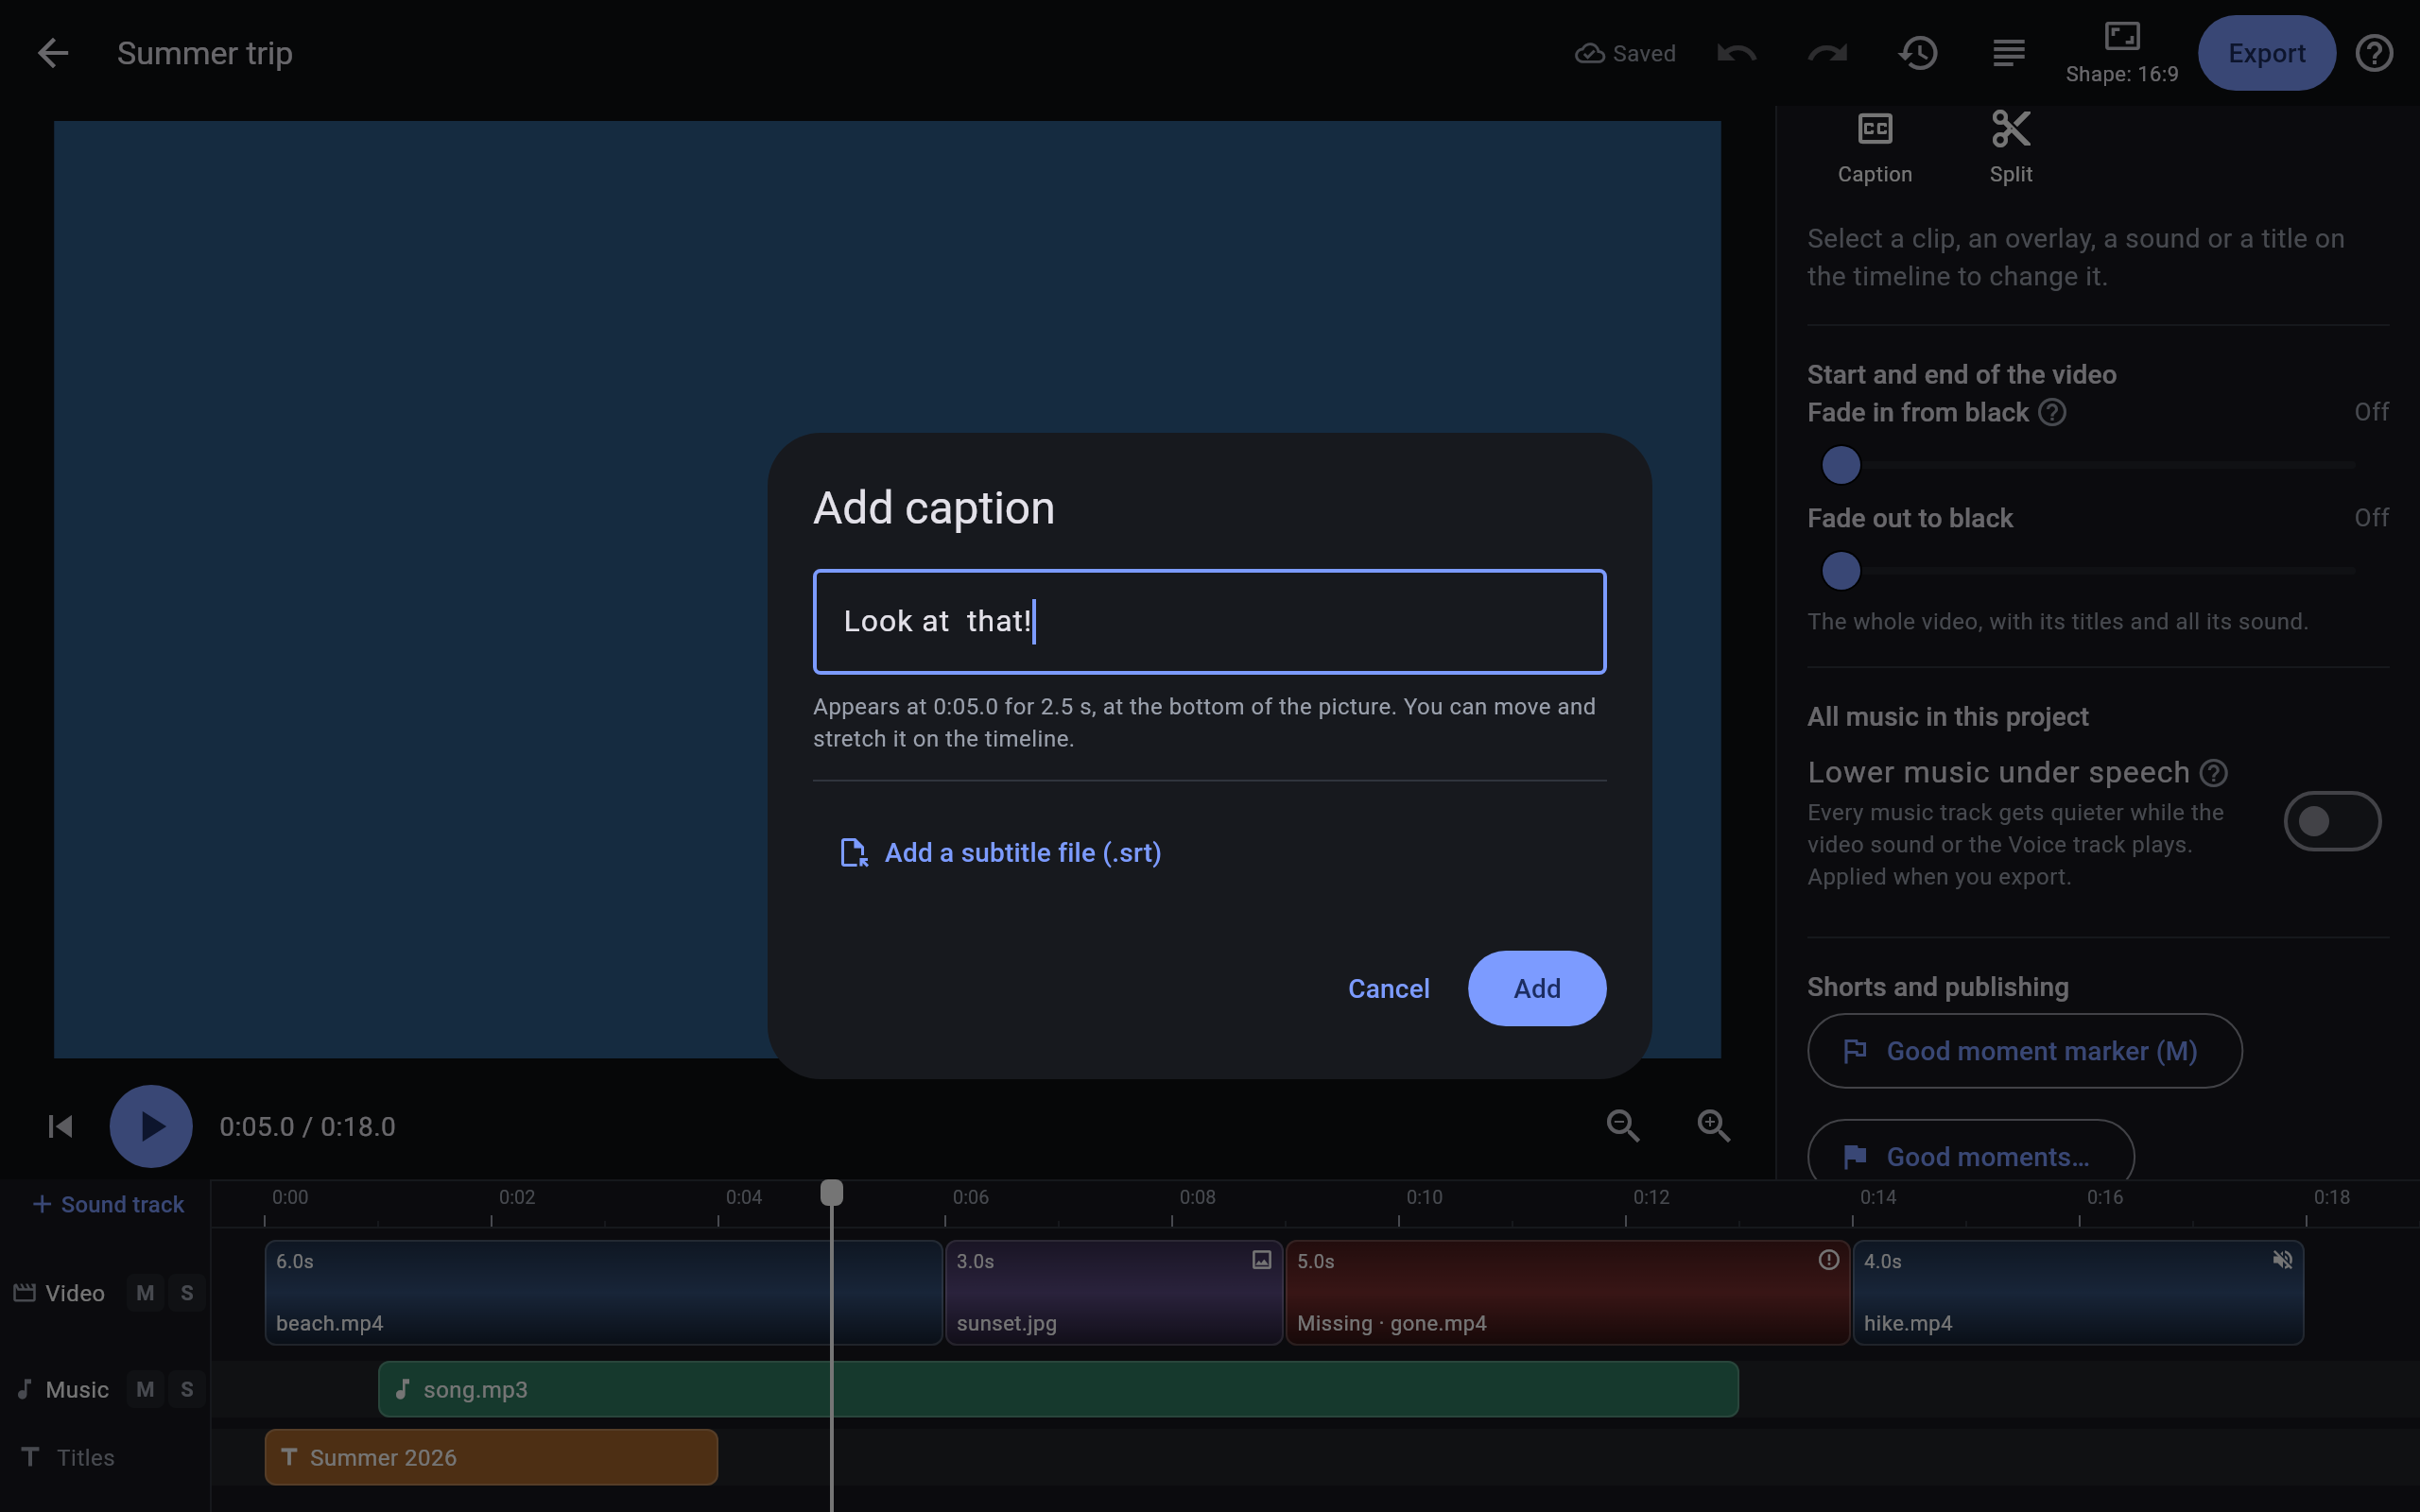 Summer trip
Saved
Shape: 16:9
Export
Caption
Split
Select a clip, an overlay, a sound or a title on
the timeline to change it.
Start and end of the video
Fade in from black
Off
Fade out to black
Off
The whole video, with its titles and all its sound.
All music in this project
Lower music under speech
Every music track gets quieter while the
video sound or the Voice track plays.
Applied when you export.
Shorts and publishing
Good moment marker (M)
Good moments...
Add caption
Look at  that!
Appears at 0:05.0 for 2.5 s, at the bottom of the picture. You can move and
stretch it on the timeline.
Add a subtitle file (.srt)
Cancel
Add
0:05.0 / 0:18.0
Sound track
0:00 0:02 0:04 0:06 0:08 0:10 0:12 0:14 0:16 0:18
Video M S
6.0s
beach.mp4
3.0s
sunset.jpg
5.0s
Missing · gone.mp4
4.0s
hike.mp4
Music M S
song.mp3
Titles
Summer 2026